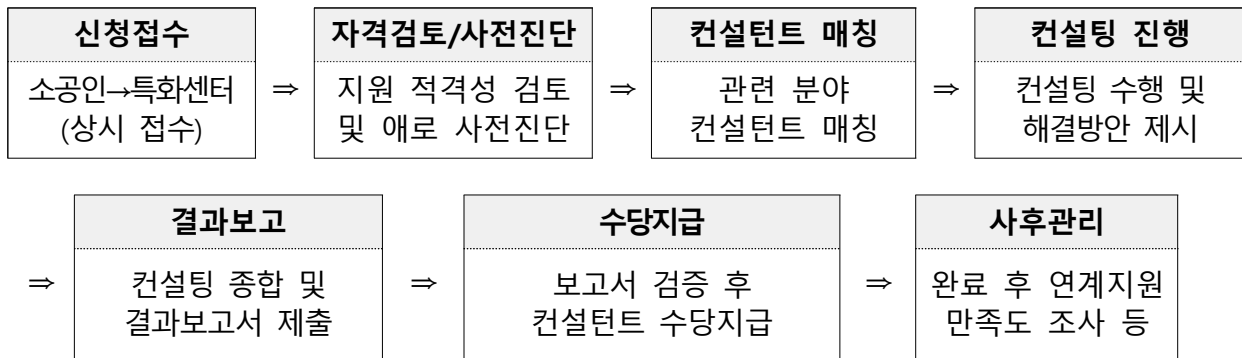 신청접수
소공인→특화센터
(상시 접수)
⇒
자격검토/사전진단
지원 적격성 검토
및 애로 사전진단
⇒
컨설턴트 매칭
관련 분야
컨설턴트 매칭
⇒
컨설팅 진행
컨설팅 수행 및
해결방안 제시
⇒
결과보고
컨설팅 종합 및
결과보고서 제출
⇒
수당지급
보고서 검증 후
컨설턴트 수당지급
⇒
사후관리
완료 후 연계지원
만족도 조사 등